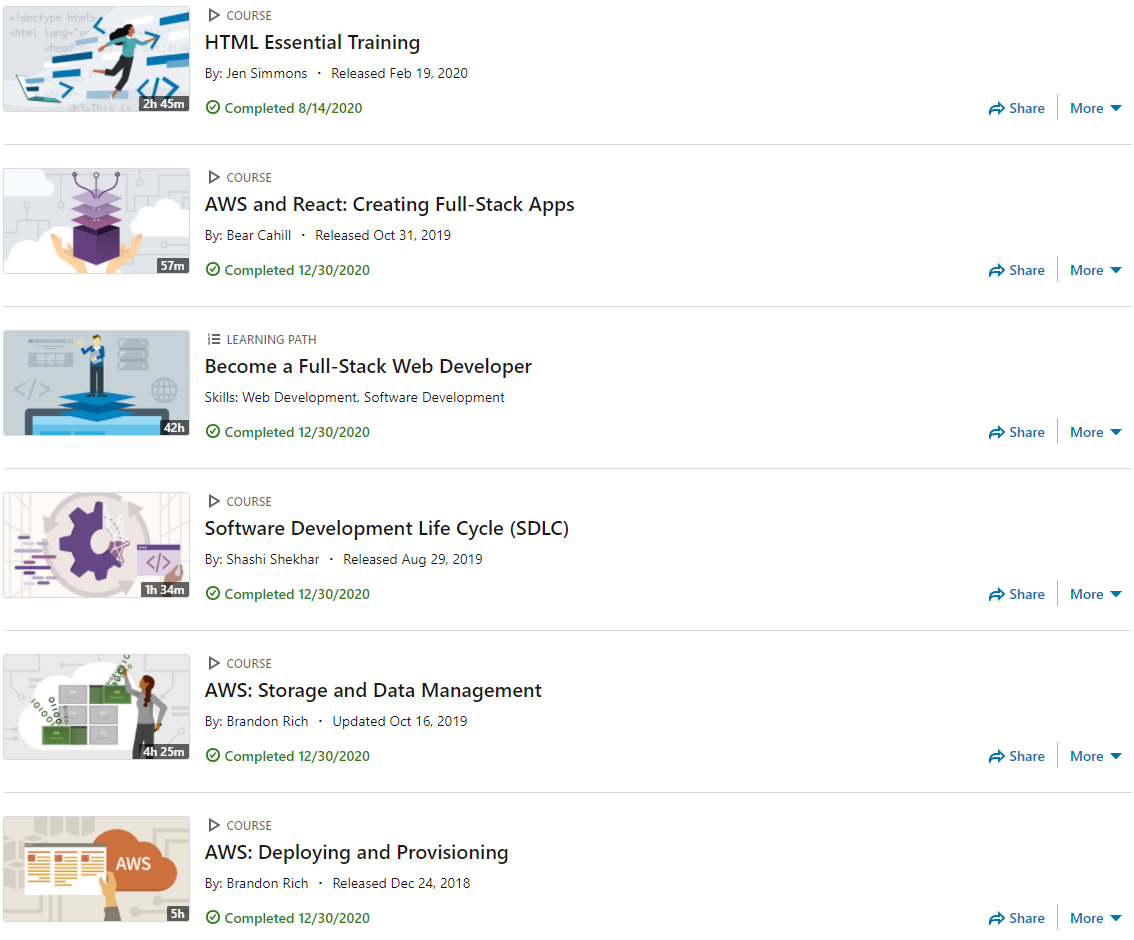 <!doctype html>
<html lang="er
<head
<h3>This is
2h 45m
COURSE
HTML Essential Training
By: Jen Simmons · Released Feb 19, 2020
Completed 8/14/2020
Share
More
57m
COURSE
AWS and React: Creating Full-Stack Apps
By: Bear Cahill · Released Oct 31, 2019
Completed 12/30/2020
Share
More
42h
LEARNING PATH
Become a Full-Stack Web Developer
Skills: Web Development, Software Development
Completed 12/30/2020
Share
More
1h 34m
COURSE
Software Development Life Cycle (SDLC)
By: Shashi Shekhar · Released Aug 29, 2019
Completed 12/30/2020
Share
More
4h 25m
COURSE
AWS: Storage and Data Management
By: Brandon Rich · Updated Oct 16, 2019
Completed 12/30/2020
Share
More
AWS
5h
COURSE
AWS: Deploying and Provisioning
By: Brandon Rich · Released Dec 24, 2018
Completed 12/30/2020
Share
More